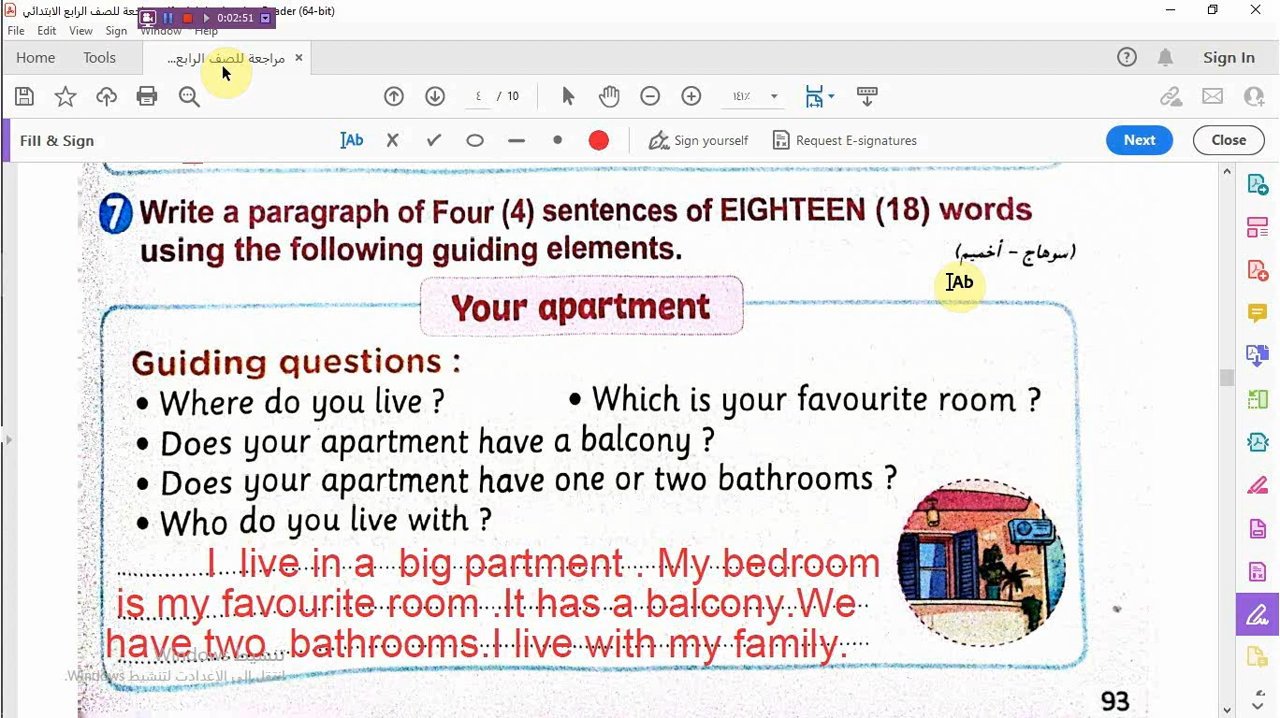 0:02:51
مراجعة للصف الرابع الابتدائي
Reader (64-bit)
File Edit View Sign Window Help
Home Tools مراجعة للصف الرابع...
Sign In
٤ / 10
١٤١٪
Fill & Sign
Ab
Sign yourself
Request E-signatures
Next
Close
7 Write a paragraph of Four (4) sentences of EIGHTEEN (18) words
using the following guiding elements.
(سوهاج - أخميم)
Ab
Your apartment
Guiding questions :
• Where do you live ? • Which is your favourite room ?
• Does your apartment have a balcony ?
• Does your apartment have one or two bathrooms ?
• Who do you live with ?
I live in a big partment . My bedroom
is my favourite room .It has a balcony.We
have two bathrooms.I live with my family.
تنشيط Windows
انتقل إلى الإعدادات لتنشيط Windows.
93